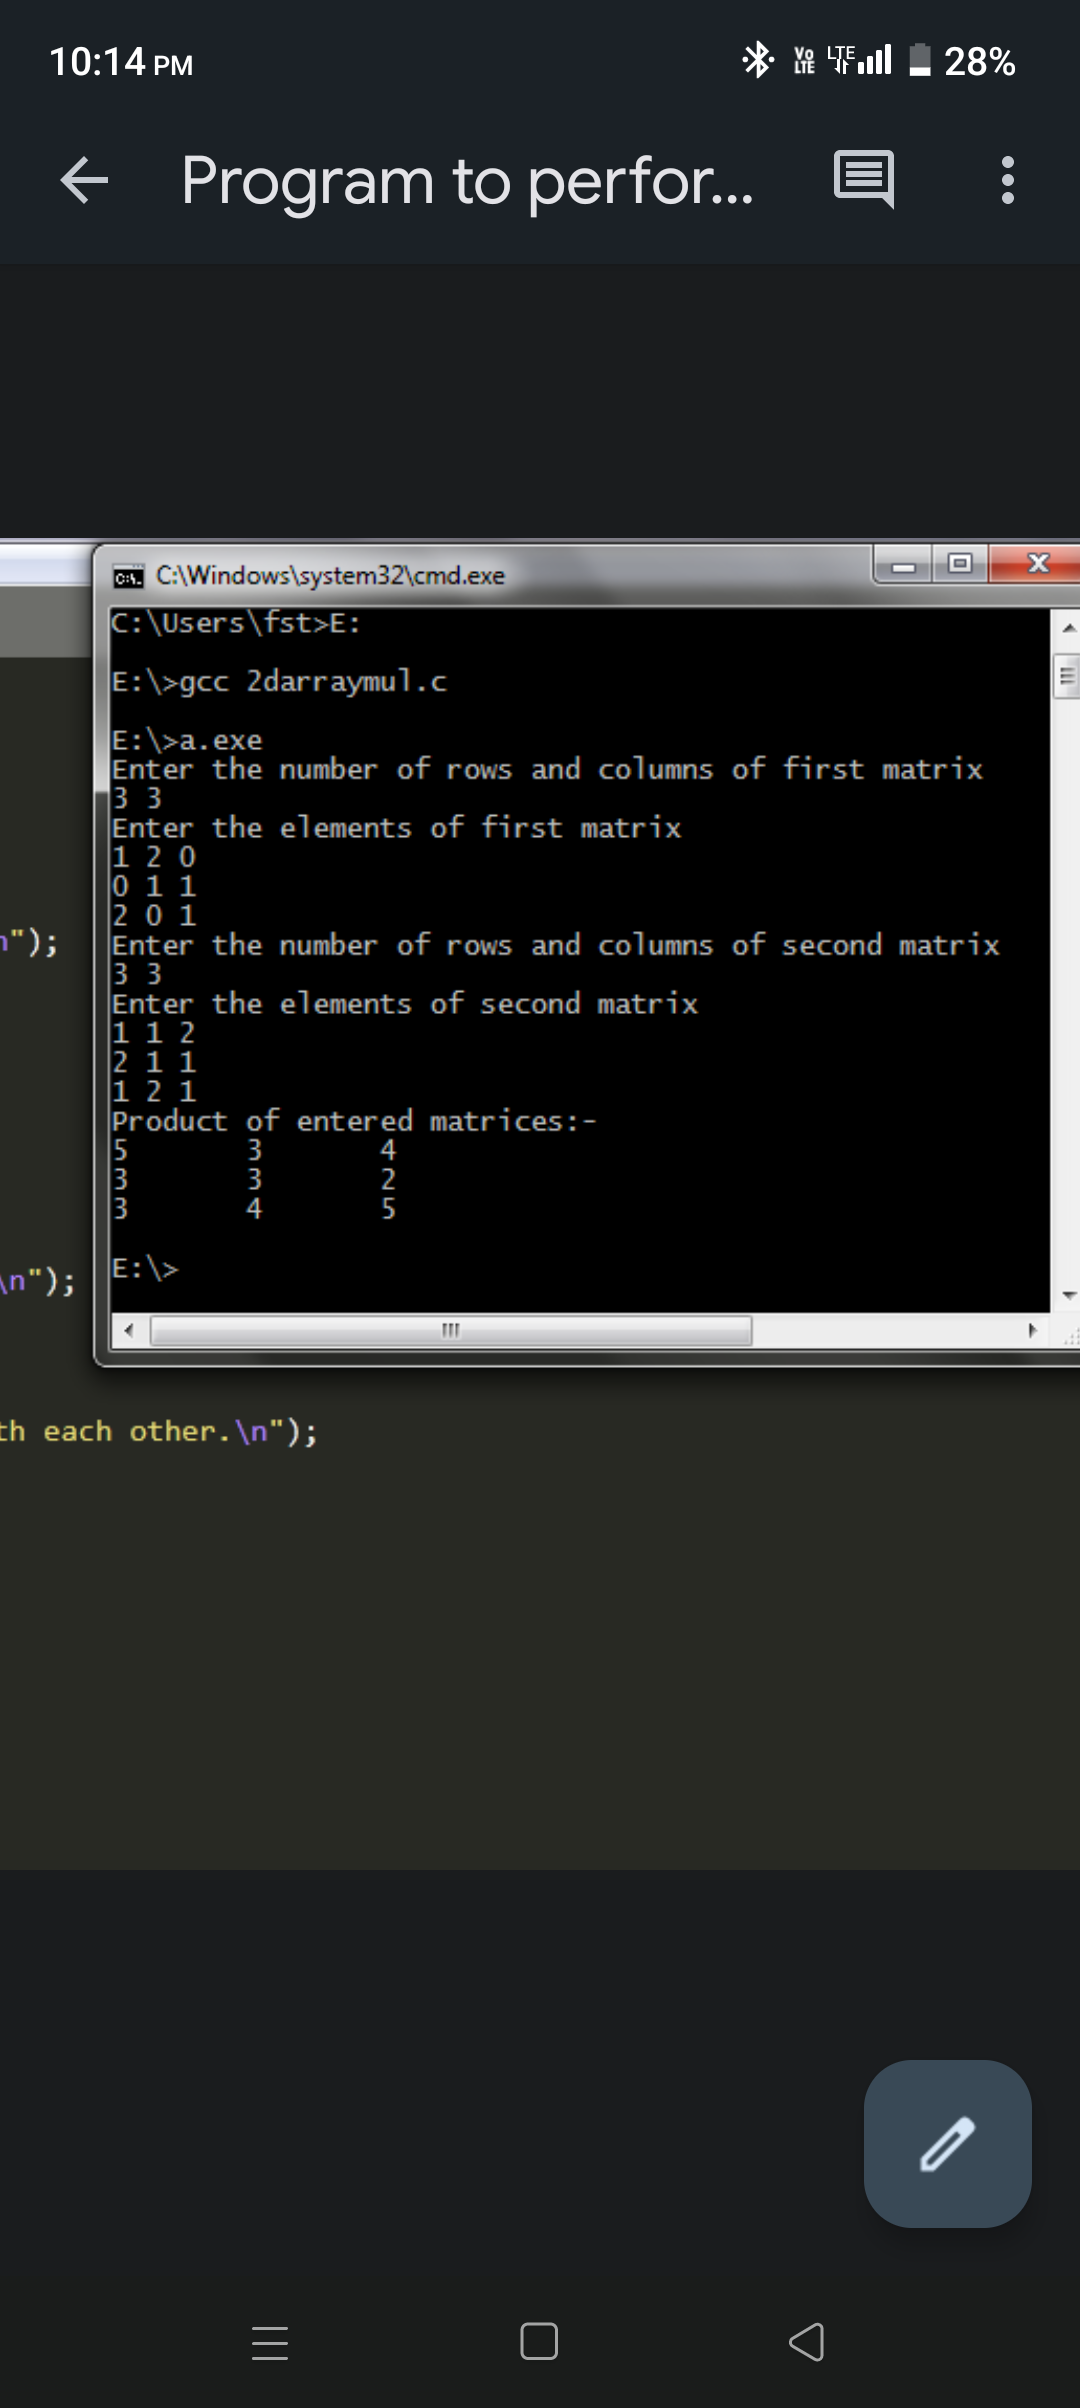 10:14 PM
Vo LTE LTE 28%
Program to perfor...
C:\Windows\system32\cmd.exe
C:\Users\fst>E:
E:\>gcc 2darraymul.c
E:\>a.exe
Enter the number of rows and columns of first matrix
3 3
Enter the elements of first matrix
1 2 0
0 1 1
2 0 1
Enter the number of rows and columns of second matrix
3 3
Enter the elements of second matrix
1 1 2
2 1 1
1 2 1
Product of entered matrices:-
5 3 4
3 3 2
3 4 5
E:\>
n");
\n");
th each other.\n");